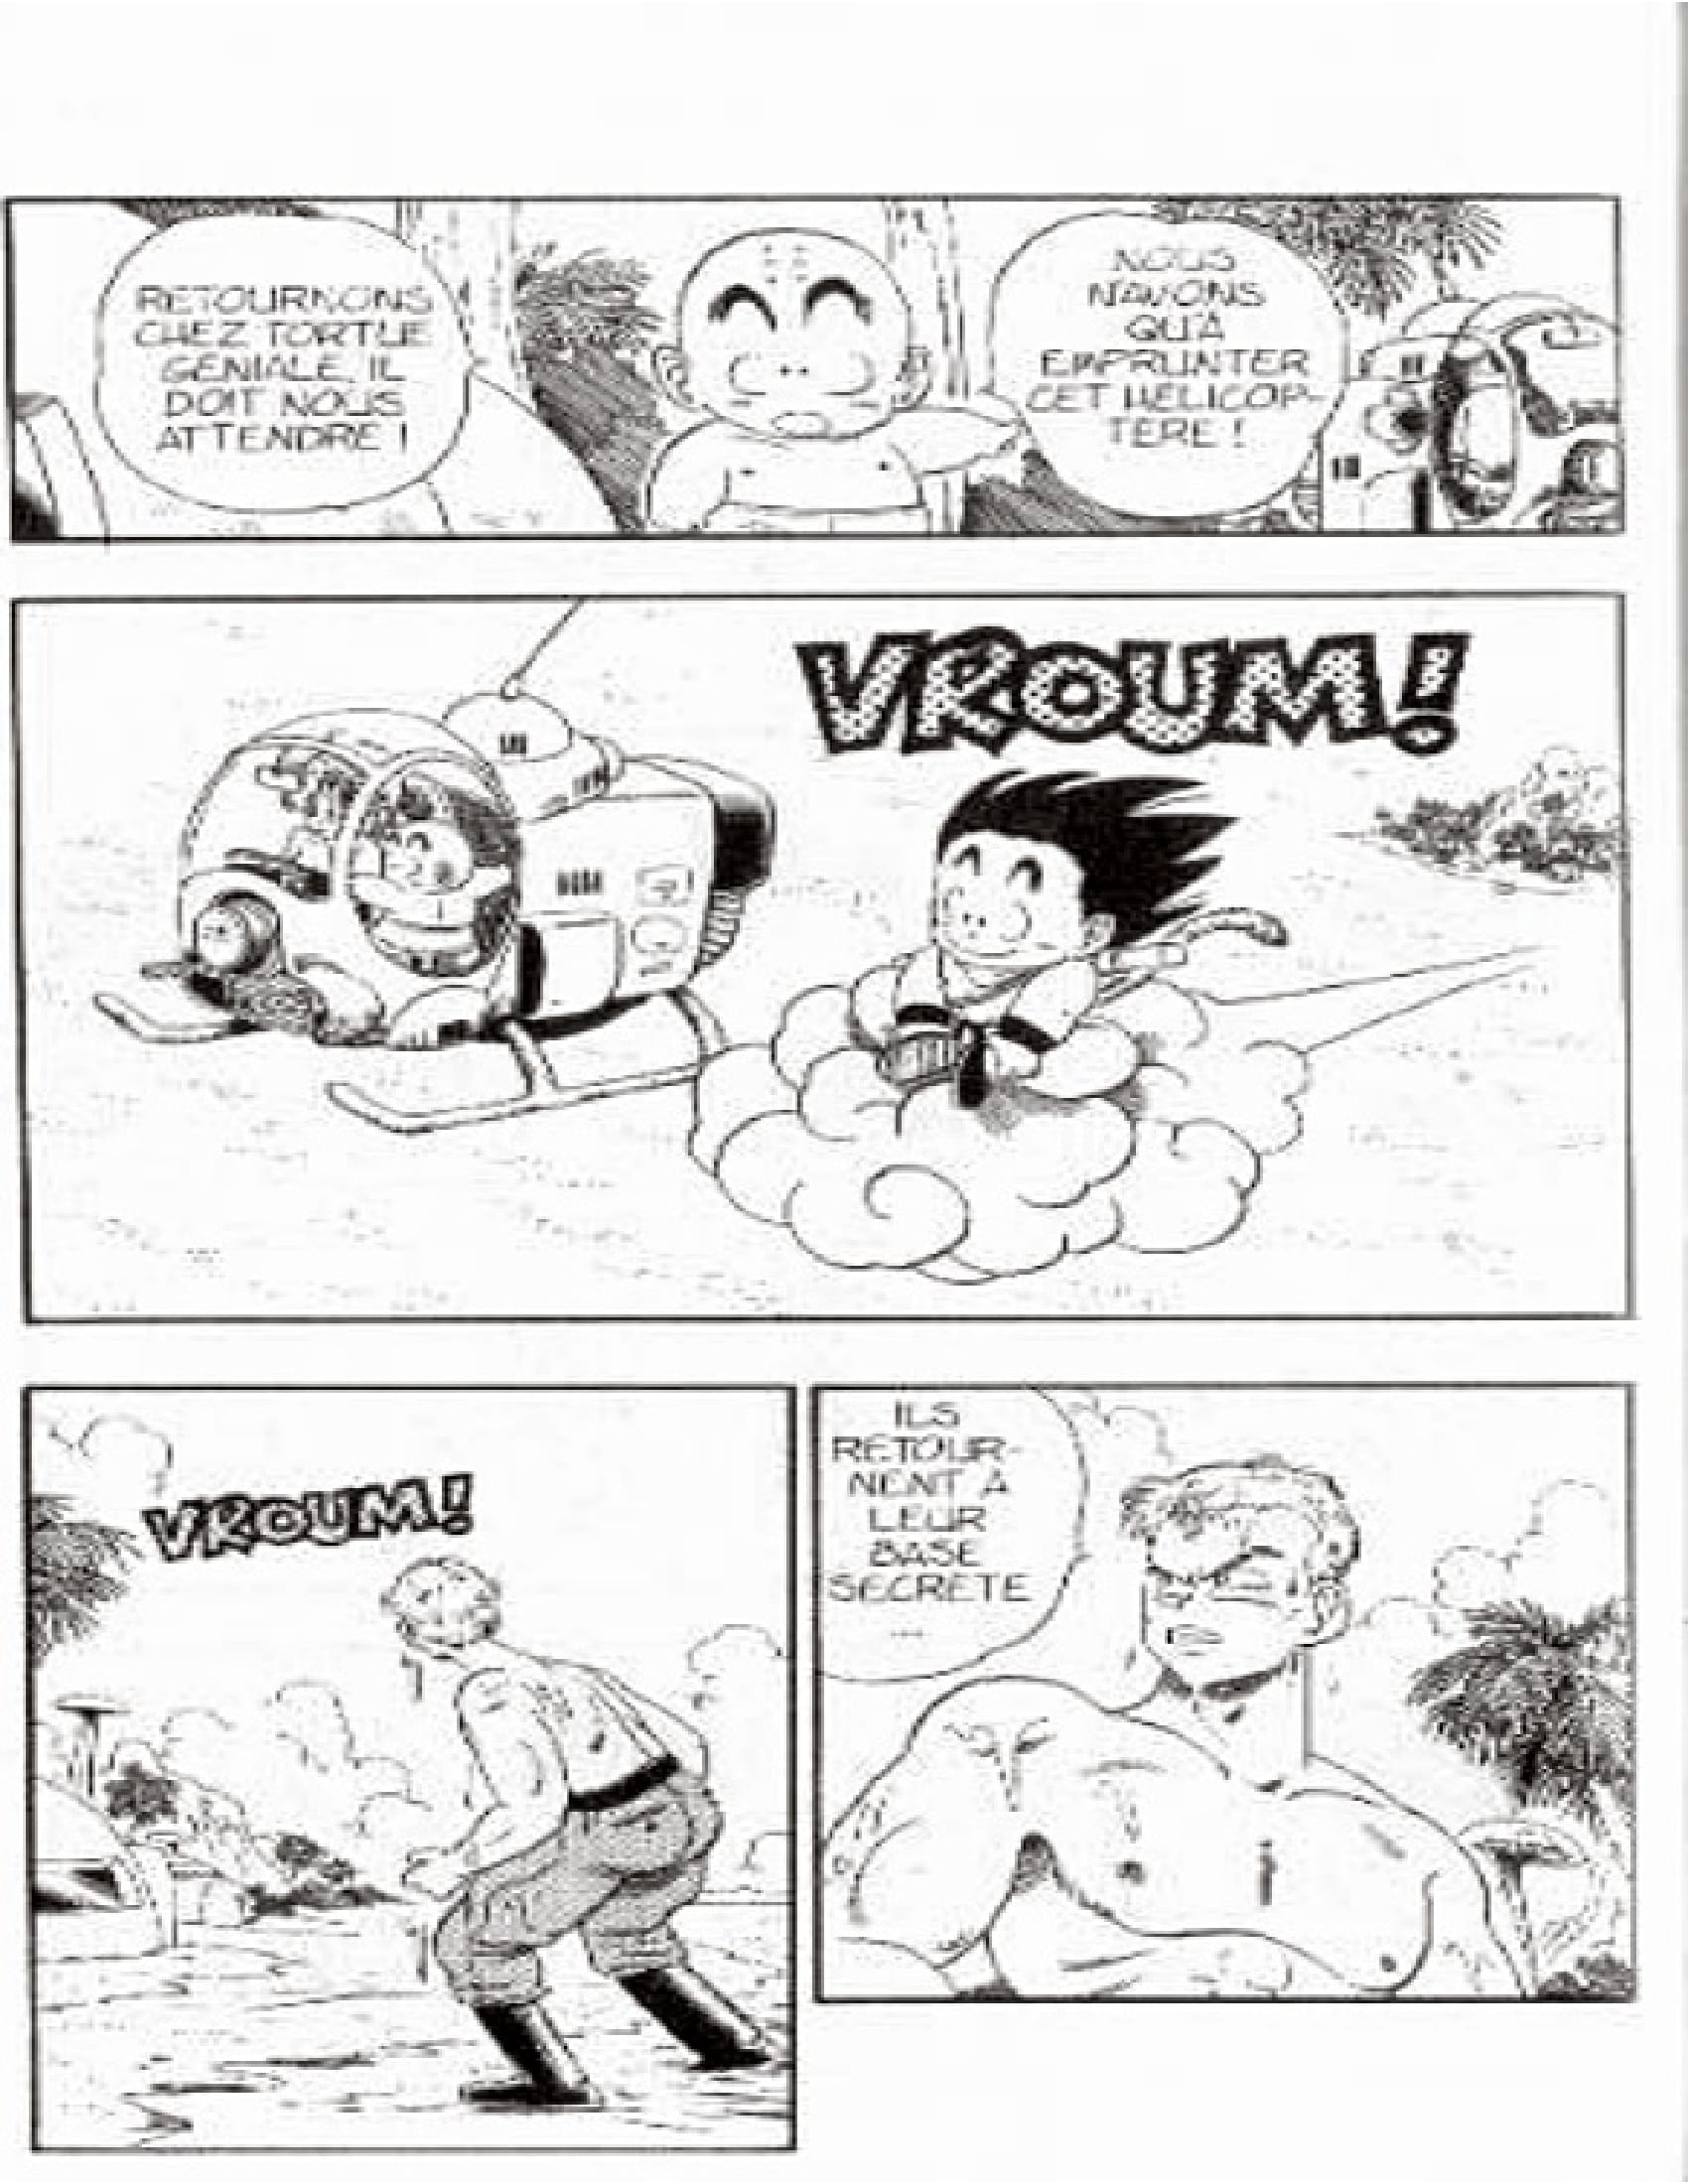 NOUS
N'AVONS
QU'A
EMPRUNTER
CET HELICOP-
TERE !
RETOURNONS
CHEZ TORTUE
GENIALE, IL
DOIT NOUS
ATTENDRE !
VROUM!
ILS
RETOUR-
NENT A
LEUR
BASE
SECRETE
...
VROUM!